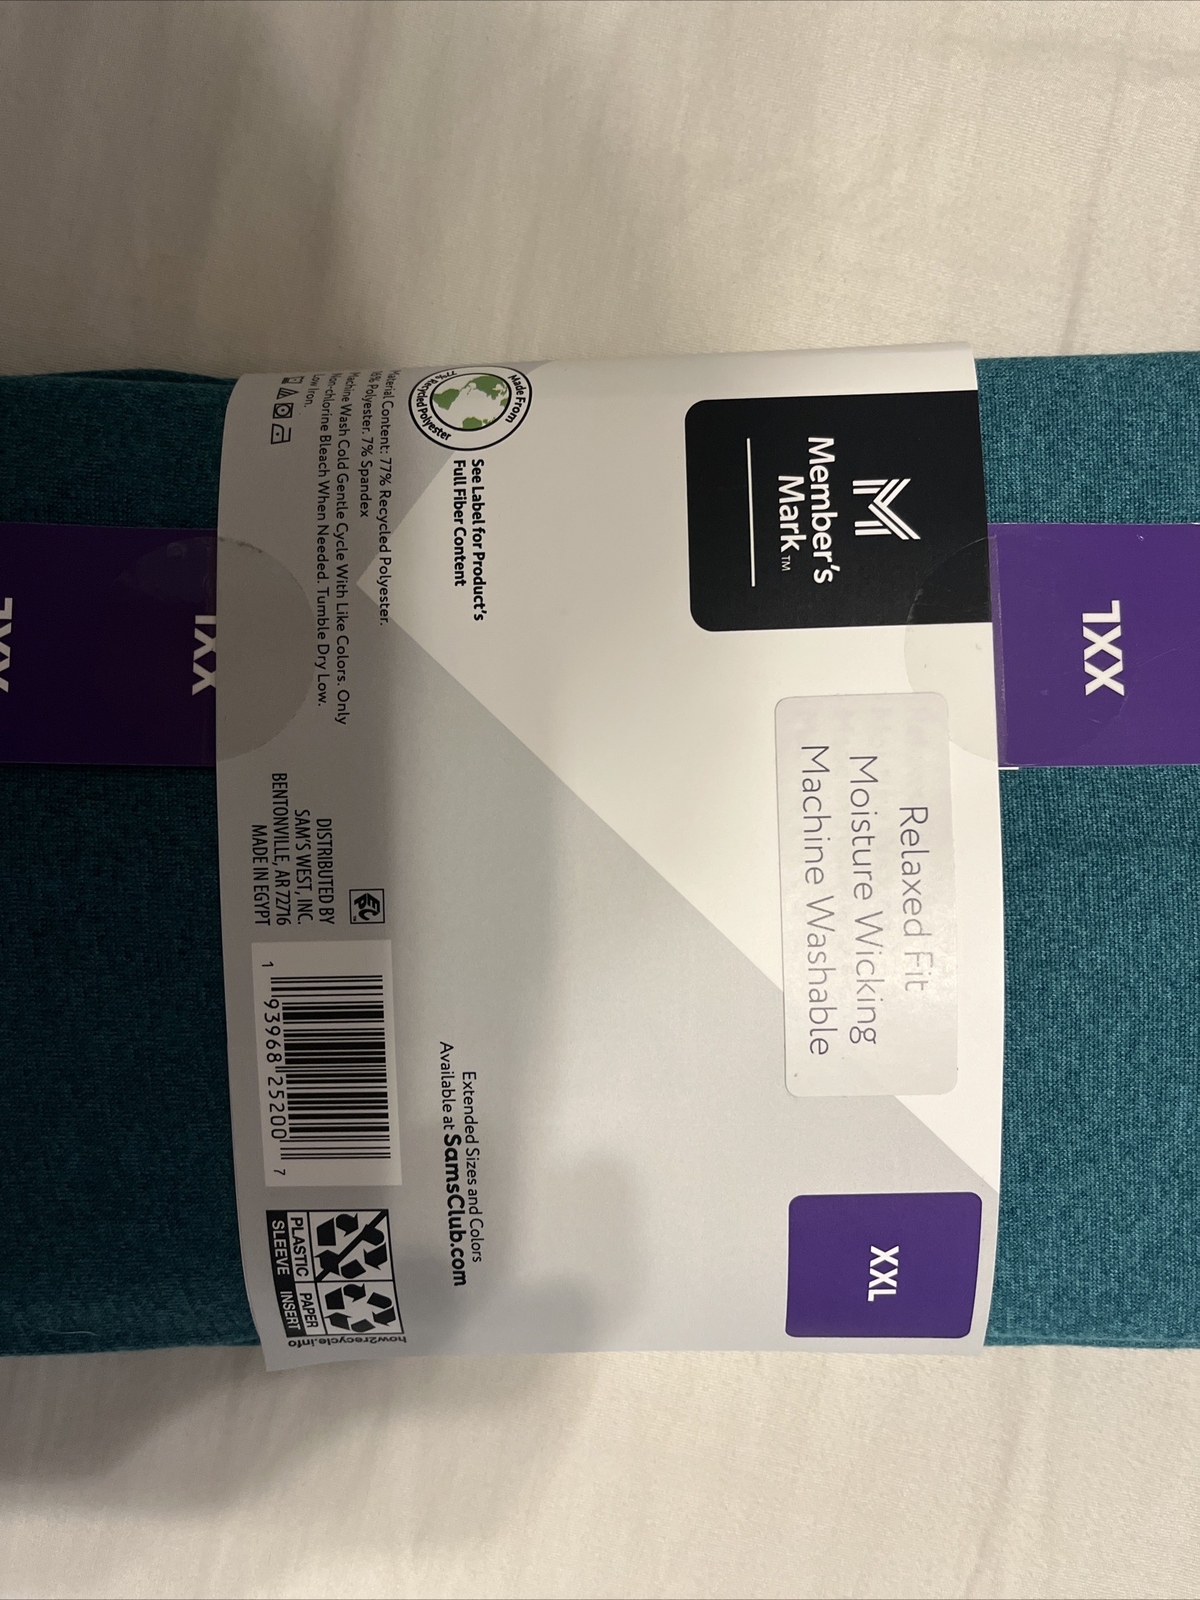 Member's
Mark™
Relaxed Fit
Moisture Wicking
Machine Washable
XXL
XXL
Made From
77% Recycled Polyester
See Label for Product's
Full Fiber Content
Extended Sizes and Colors
Available at SamsClub.com
Material Content: 77% Recycled Polyester.
16% Polyester. 7% Spandex
Machine Wash Cold Gentle Cycle With Like Colors. Only
Non-chlorine Bleach When Needed. Tumble Dry Low.
Low Iron.
DISTRIBUTED BY
SAM'S WEST, INC.
BENTONVILLE, AR 72716
MADE IN EGYPT
1 93968 25200 7
PLASTIC PAPER
SLEEVE INSERT
how2recycle.info
XXL
XXL